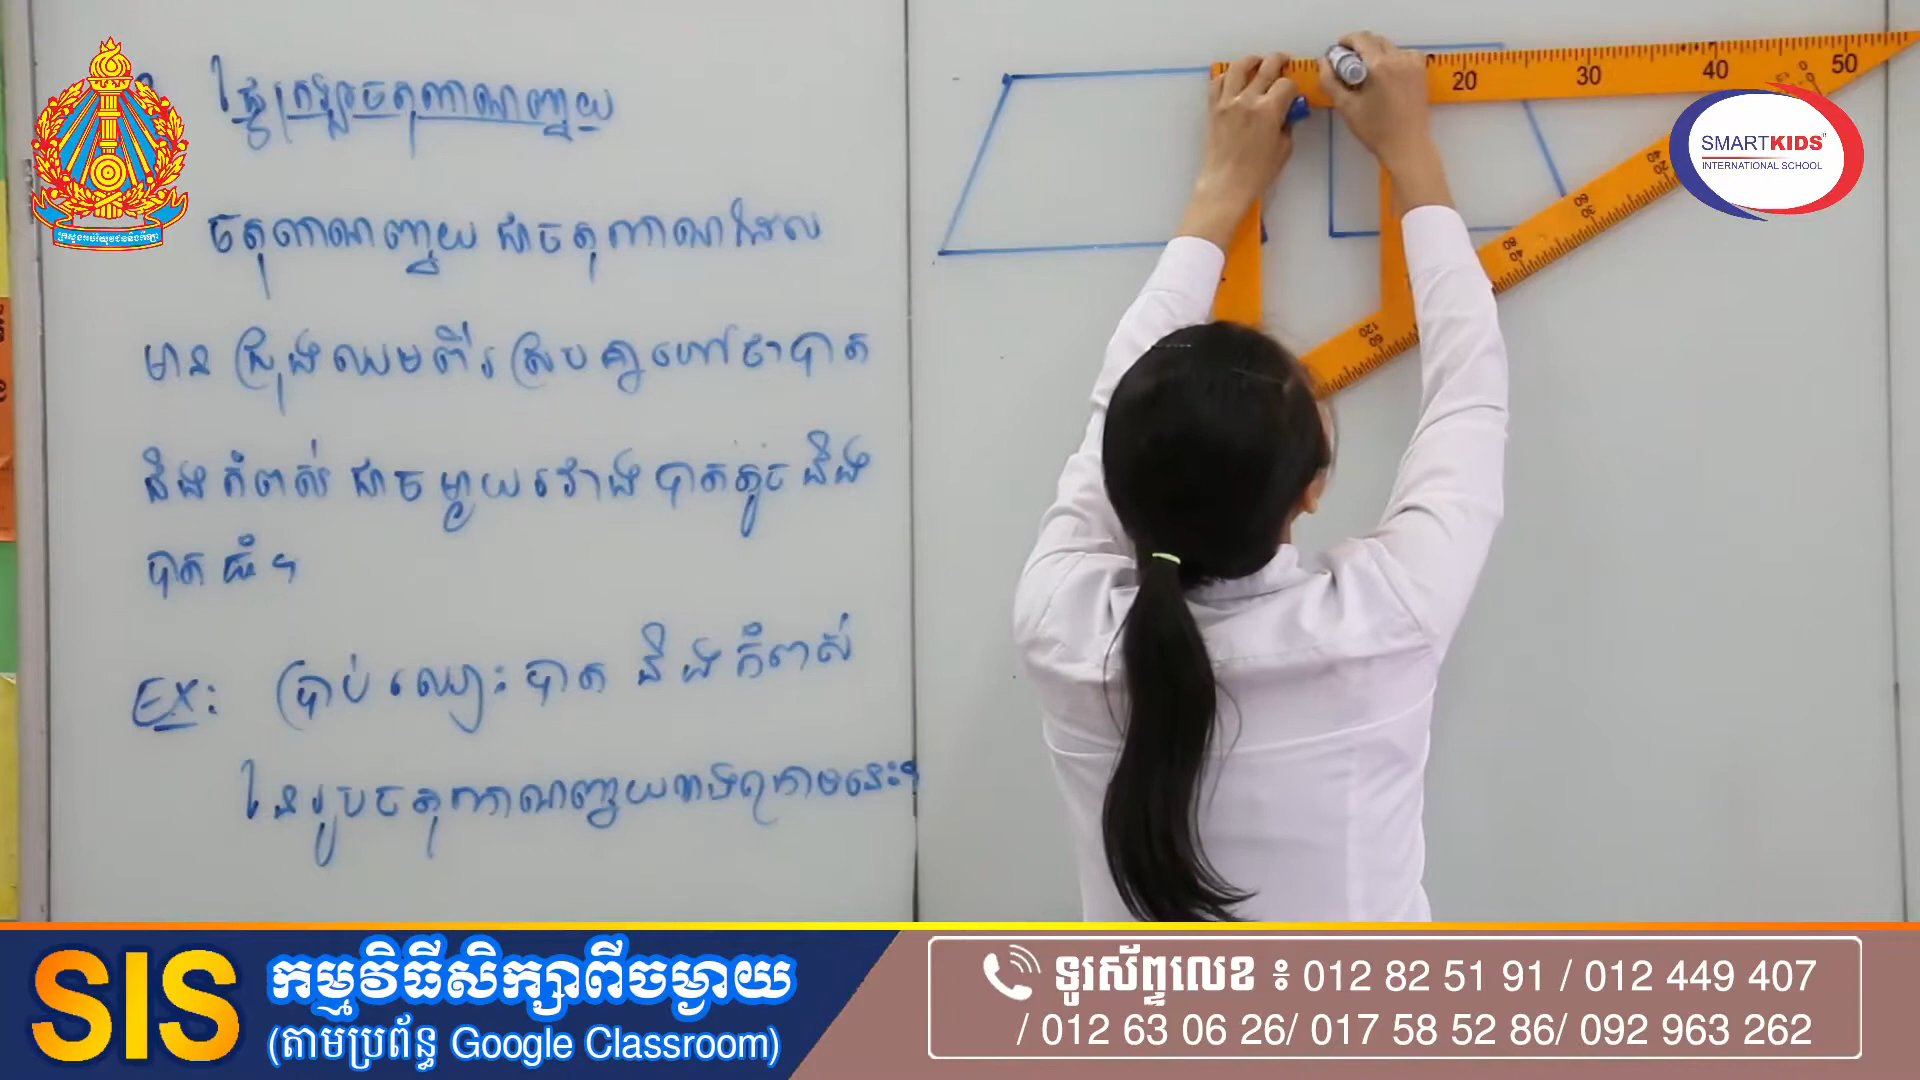 ផ្ទៃក្រឡាចតុកោណព្នាយ
ចតុកោណព្នាយ ជាចតុកោណដែល
មានជ្រុងឈមពីរស្របគ្នាហៅថាបាត
និងកំពស់ ជាចម្ងាយរវាងបាតតូច និង
បាតធំ។
Ex: ប្រាប់ឈ្មោះបាត និងកំពស់
នៃរូបចតុកោណព្នាយខាងក្រោមនេះ។
20 30 40 50
SMARTKIDS
INTERNATIONAL SCHOOL
SIS
កម្មវិធីសិក្សាពីចម្ងាយ
(តាមប្រព័ន្ធ Google Classroom)
ទូរស័ព្ទលេខ ៖ 012 82 51 91 / 012 449 407
/ 012 63 06 26/ 017 58 52 86/ 092 963 262